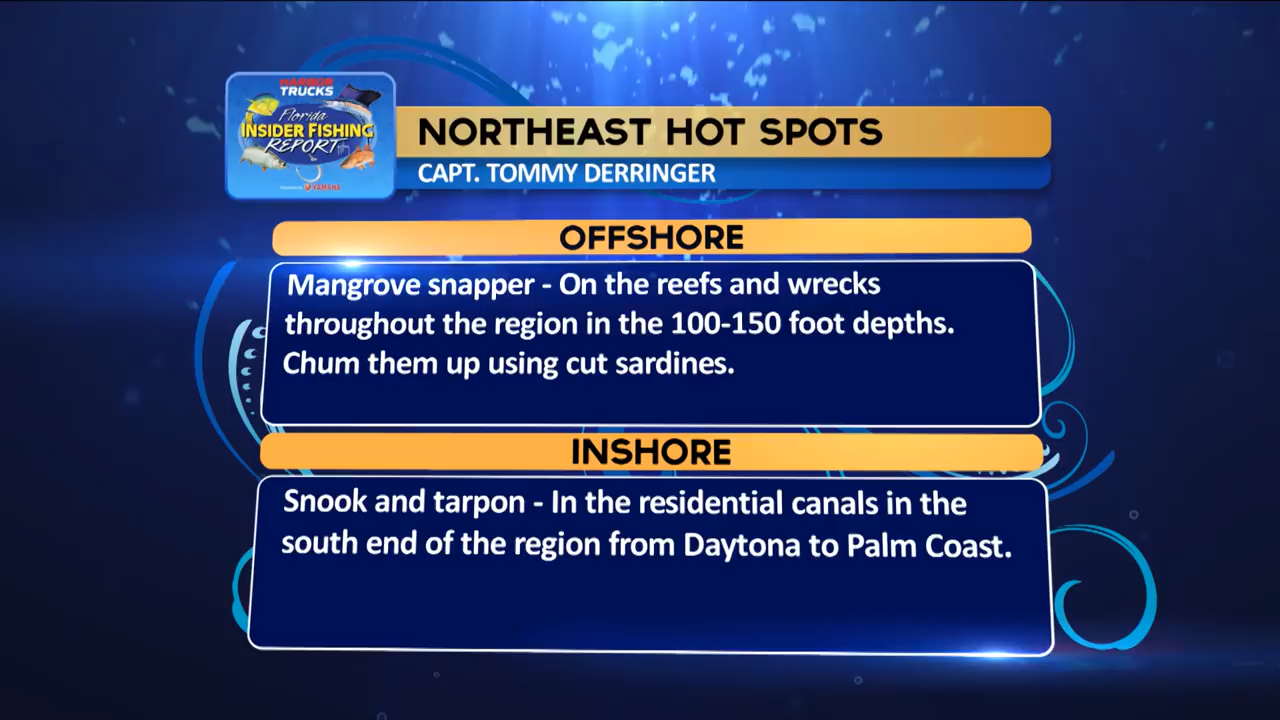 HARBOR
TRUCKS
Florida
INSIDER FISHING
REPORT
YAMAHA
NORTHEAST HOT SPOTS
CAPT. TOMMY DERRINGER
OFFSHORE
Mangrove snapper - On the reefs and wrecks
throughout the region in the 100-150 foot depths.
Chum them up using cut sardines.
INSHORE
Snook and tarpon - In the residential canals in the
south end of the region from Daytona to Palm Coast.